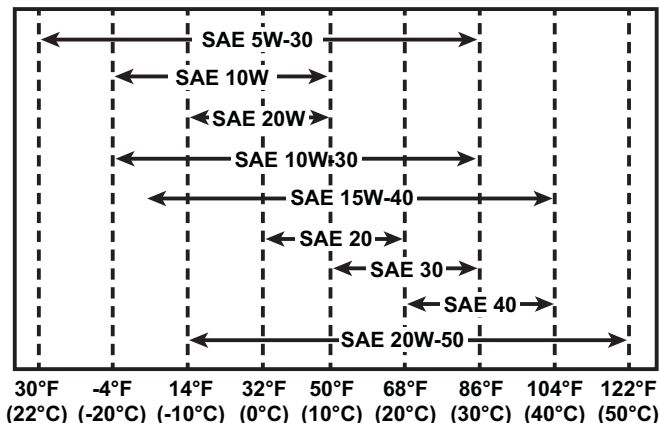 SAE 5W-30
SAE 10W
SAE 20W
SAE 10W-30
SAE 15W-40
SAE 20
SAE 30
SAE 40
SAE 20W-50
30°F -4°F 14°F 32°F 50°F 68°F 86°F 104°F 122°F
(22°C) (-20°C) (-10°C) (0°C) (10°C) (20°C) (30°C) (40°C) (50°C)